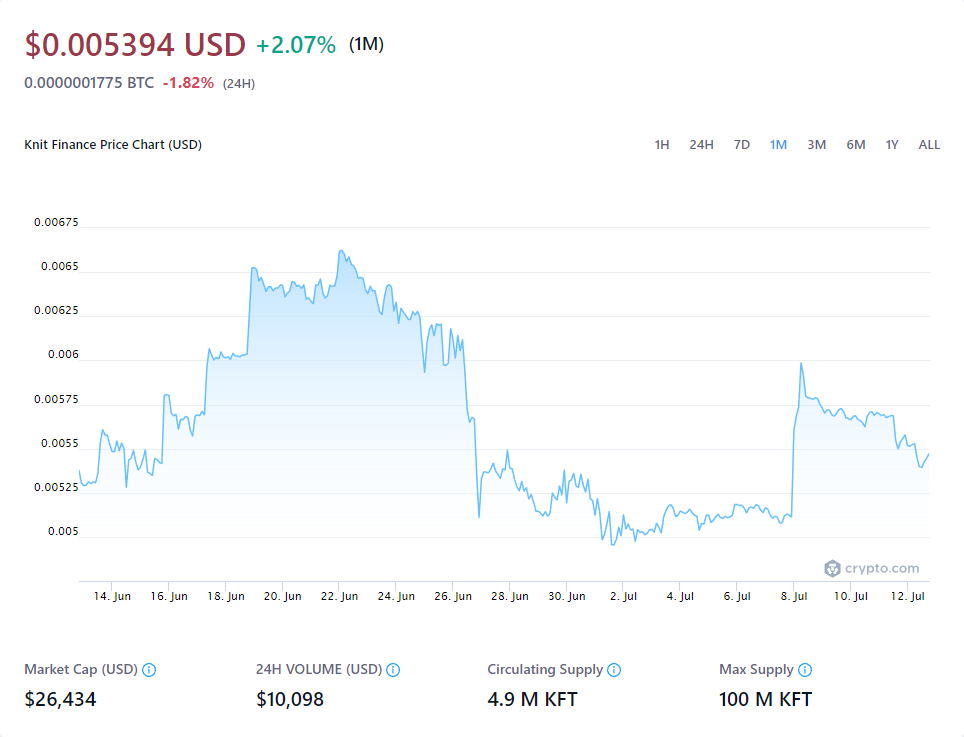 $0.005394 USD +2.07% (1M)
0.0000001775 BTC -1.82% (24H)
Knit Finance Price Chart (USD) 1H 24H 7D 1M 3M 6M 1Y ALL
0.00675
0.0065
0.00625
0.006
0.00575
0.0055
0.00525
0.005
crypto.com
14. Jun 16. Jun 18. Jun 20. Jun 22. Jun 24. Jun 26. Jun 28. Jun 30. Jun 2. Jul 4. Jul 6. Jul 8. Jul 10. Jul 12. Jul
Market Cap (USD) 24H VOLUME (USD) Circulating Supply Max Supply
$26,434 $10,098 4.9 M KFT 100 M KFT